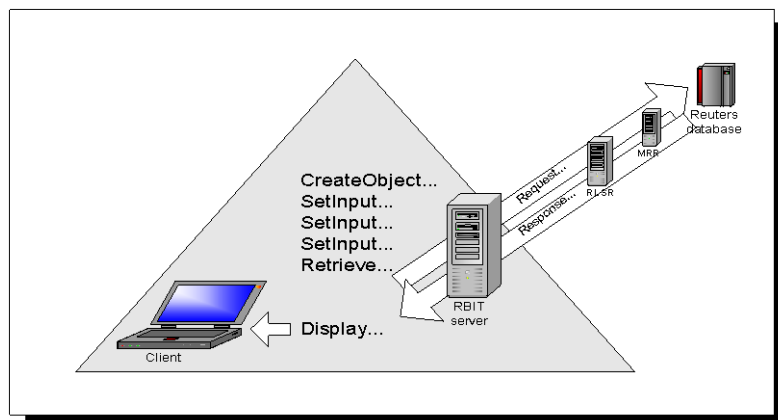 Reuters
database
MRR
RLSR
Request...
Response...
CreateObject...
SetInput...
SetInput...
SetInput...
Retrieve...
RBIT
server
Display...
Client